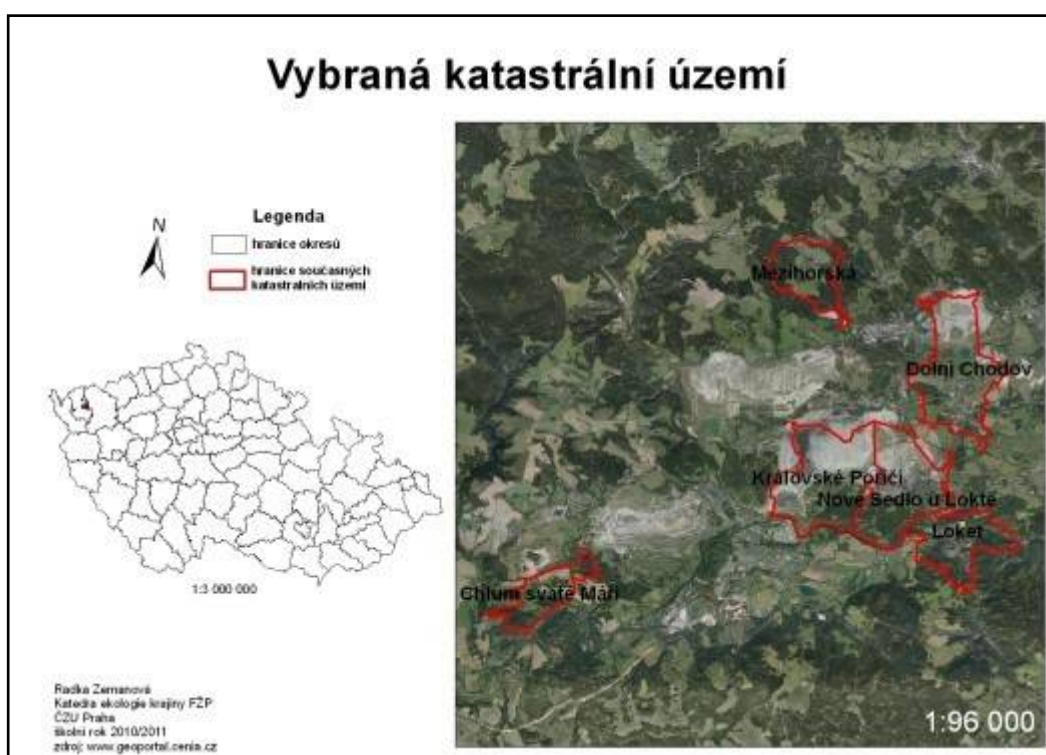 Vybraná katastrální území
N
Legenda
hranice okresů
hranice současných
katastralních území
1:3 000 000
Radka Zemanová
Katedra ekologie krajiny FŽP
ČZU Praha
školní rok 2010/2011
zdroj: www.geoportal.cenia.cz
Mezihorská
Dolní Chodov
Královské Poříčí
Nové Sedlo u Lokte
Loket
Chlum svaté Máří
1:96 000